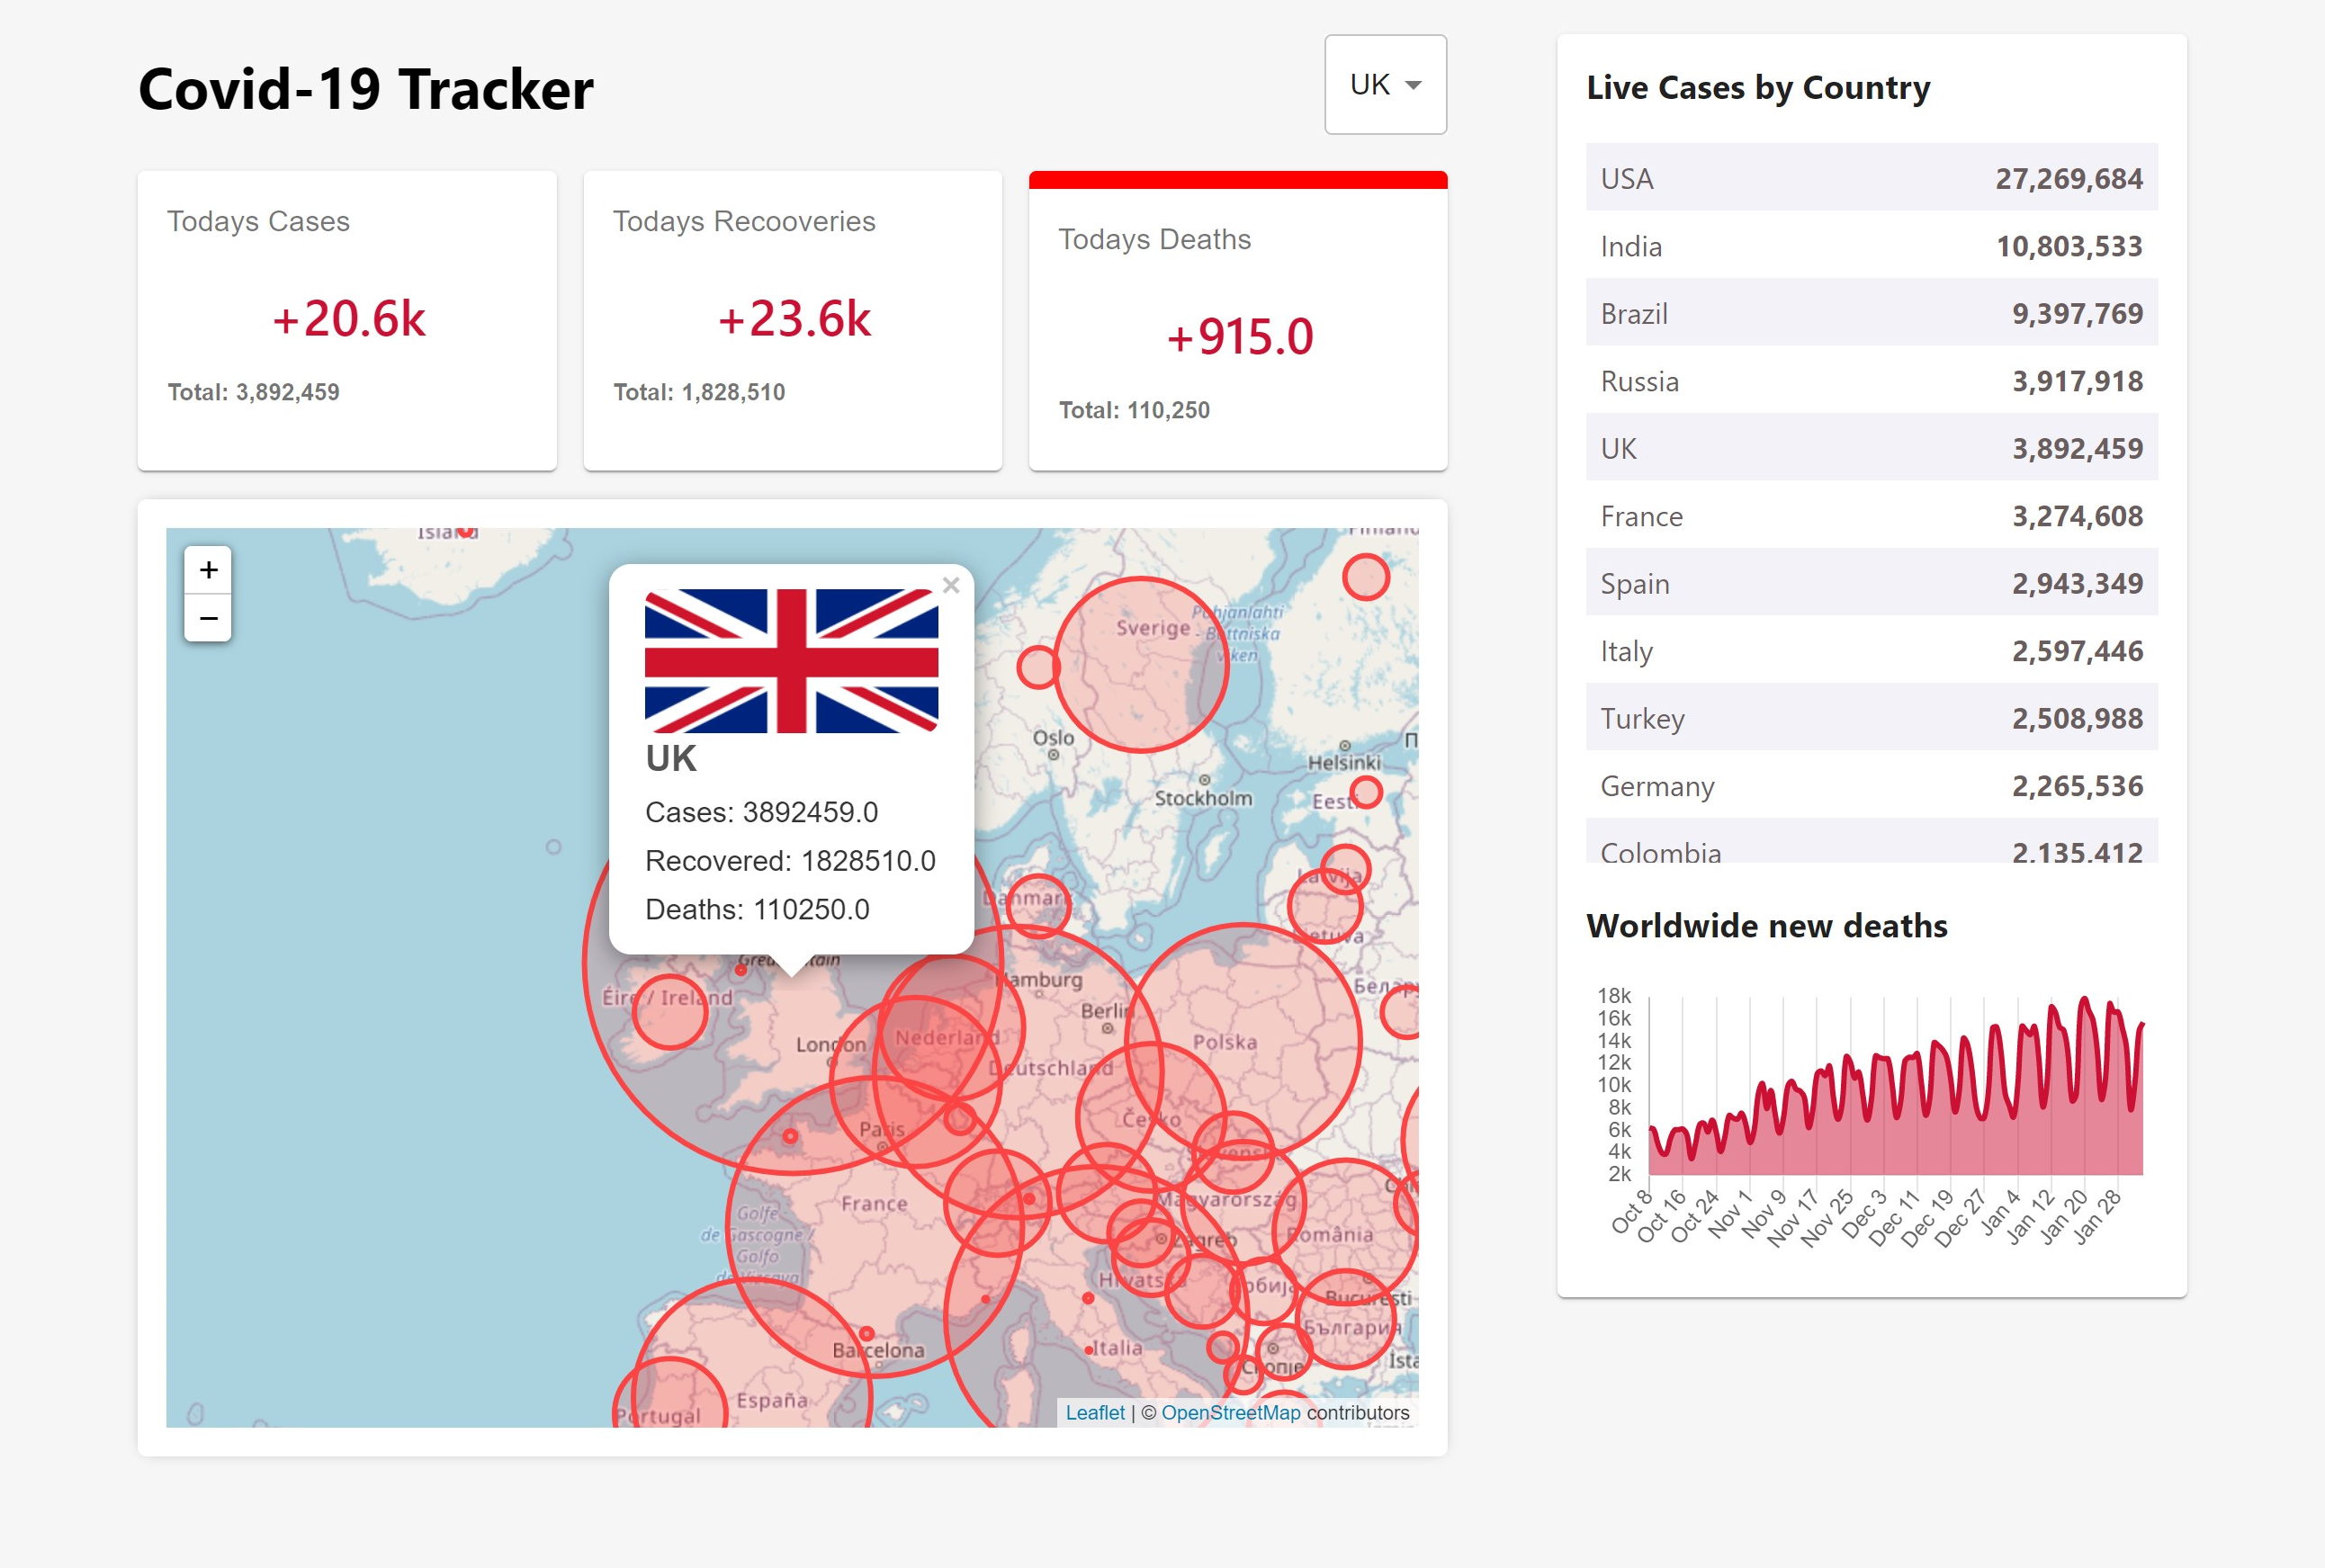 Covid-19 Tracker
UK
Todays Cases
+20.6k
Total: 3,892,459
Todays Recooveries
+23.6k
Total: 1,828,510
Todays Deaths
+915.0
Total: 110,250
+
−
×
UK
Cases: 3892459.0
Recovered: 1828510.0
Deaths: 110250.0
Sverige
Oslo
Stockholm
Helsinki
Danmark
Éire / Ireland
Hamburg
Berlin
London
Nederland
Deutschland
Polska
Paris
Česko
France
Magyarország
Golfe
de Gascogne /
Golfo
Zagreb
România
București
България
Barcelona
Italia
Скопје
España
Portugal
Leaflet | © OpenStreetMap contributors
Live Cases by Country
USA 27,269,684
India 10,803,533
Brazil 9,397,769
Russia 3,917,918
UK 3,892,459
France 3,274,608
Spain 2,943,349
Italy 2,597,446
Turkey 2,508,988
Germany 2,265,536
Colombia 2,135,412
Worldwide new deaths
18k
16k
14k
12k
10k
8k
6k
4k
2k
Oct 8
Oct 16
Oct 24
Nov 1
Nov 9
Nov 17
Nov 25
Dec 3
Dec 11
Dec 19
Dec 27
Jan 4
Jan 12
Jan 20
Jan 28